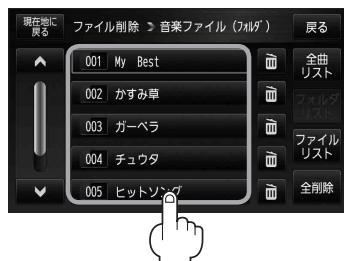 現在地に
戻る
ファイル削除 > 音楽ファイル (ﾌｫﾙﾀﾞ)
戻る
001 My Best
002 かすみ草
003 ガーベラ
004 チュウタ
005 ヒットソング
全曲
リスト
フォルダ
リスト
ファイル
リスト
全削除